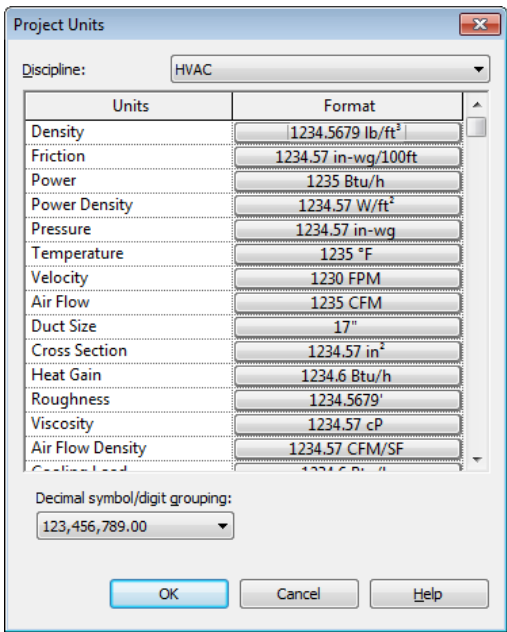 Project Units
Discipline: HVAC
Units Format
Density 1234.5679 lb/ft³
Friction 1234.57 in-wg/100ft
Power 1235 Btu/h
Power Density 1234.57 W/ft²
Pressure 1234.57 in-wg
Temperature 1235 °F
Velocity 1230 FPM
Air Flow 1235 CFM
Duct Size 17"
Cross Section 1234.57 in²
Heat Gain 1234.6 Btu/h
Roughness 1234.5679'
Viscosity 1234.57 cP
Air Flow Density 1234.57 CFM/SF
Decimal symbol/digit grouping:
123,456,789.00
OK Cancel Help